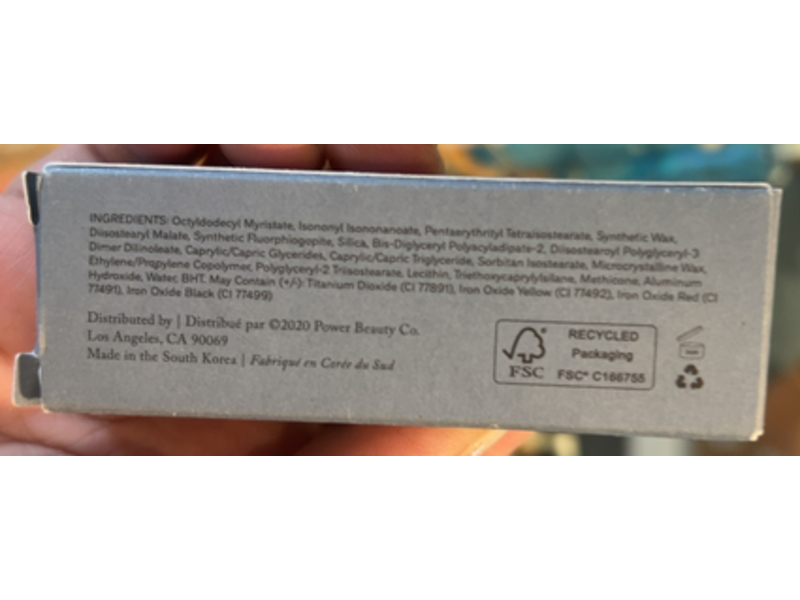 INGREDIENTS: Octyldodecyl Myristate, Isononyl Isononanoate, Pentaerythrityl Tetraisostearate, Synthetic Wax,
Diisostearyl Malate, Synthetic Fluorphlogopite, Silica, Bis-Diglyceryl Polyacyladipate-2, Diisostearoyl Polyglyceryl-3
Dimer Dilinoleate, Caprylic/Capric Glycerides, Caprylic/Capric Triglyceride, Sorbitan Isostearate, Microcrystalline Wax,
Ethylene/Propylene Copolymer, Polyglyceryl-2 Triisostearate, Lecithin, Triethoxycaprylylsilane, Methicone, Aluminum
Hydroxide, Water, BHT. May Contain (+/-): Titanium Dioxide (CI 77891), Iron Oxide Yellow (CI 77492), Iron Oxide Red (CI
77491), Iron Oxide Black (CI 77499)
Distributed by | Distribué par ©2020 Power Beauty Co.
Los Angeles, CA 90069
Made in the South Korea | Fabriqué en Corée du Sud
FSC
RECYCLED
Packaging
FSC® C166755